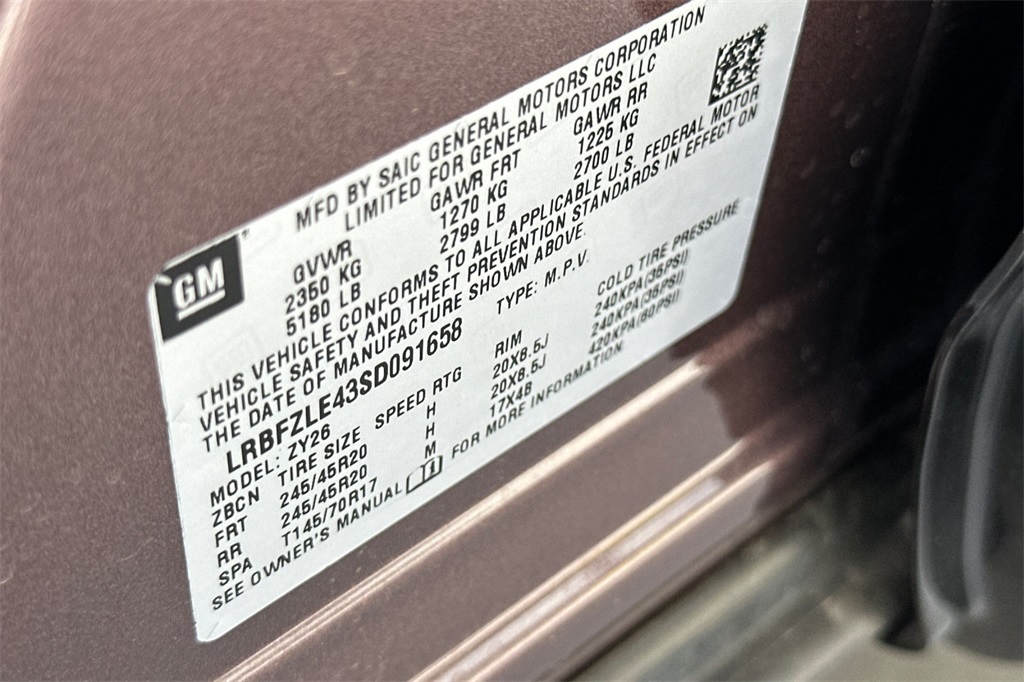 GM
MFD BY SAIC GENERAL MOTORS CORPORATION
LIMITED FOR GENERAL MOTORS LLC
GVWR GAWR FRT GAWR RR
2350 KG 1270 KG 1225 KG
5180 LB 2799 LB 2700 LB
THIS VEHICLE CONFORMS TO ALL APPLICABLE U.S. FEDERAL MOTOR
VEHICLE SAFETY AND THEFT PREVENTION STANDARDS IN EFFECT ON
THE DATE OF MANUFACTURE SHOWN ABOVE.
LRBFZLE43SD091658 TYPE: M.P.V.
MODEL: ZY26
ZBCN TIRE SIZE SPEED RTG RIM COLD TIRE PRESSURE
FRT 245/45R20 H 20X8.5J 240KPA(35PSI)
RR 245/45R20 H 20X8.5J 240KPA(35PSI)
SPA T145/70R17 M 17X4B 420KPA(60PSI)
SEE OWNER'S MANUAL FOR MORE INFORMATION.